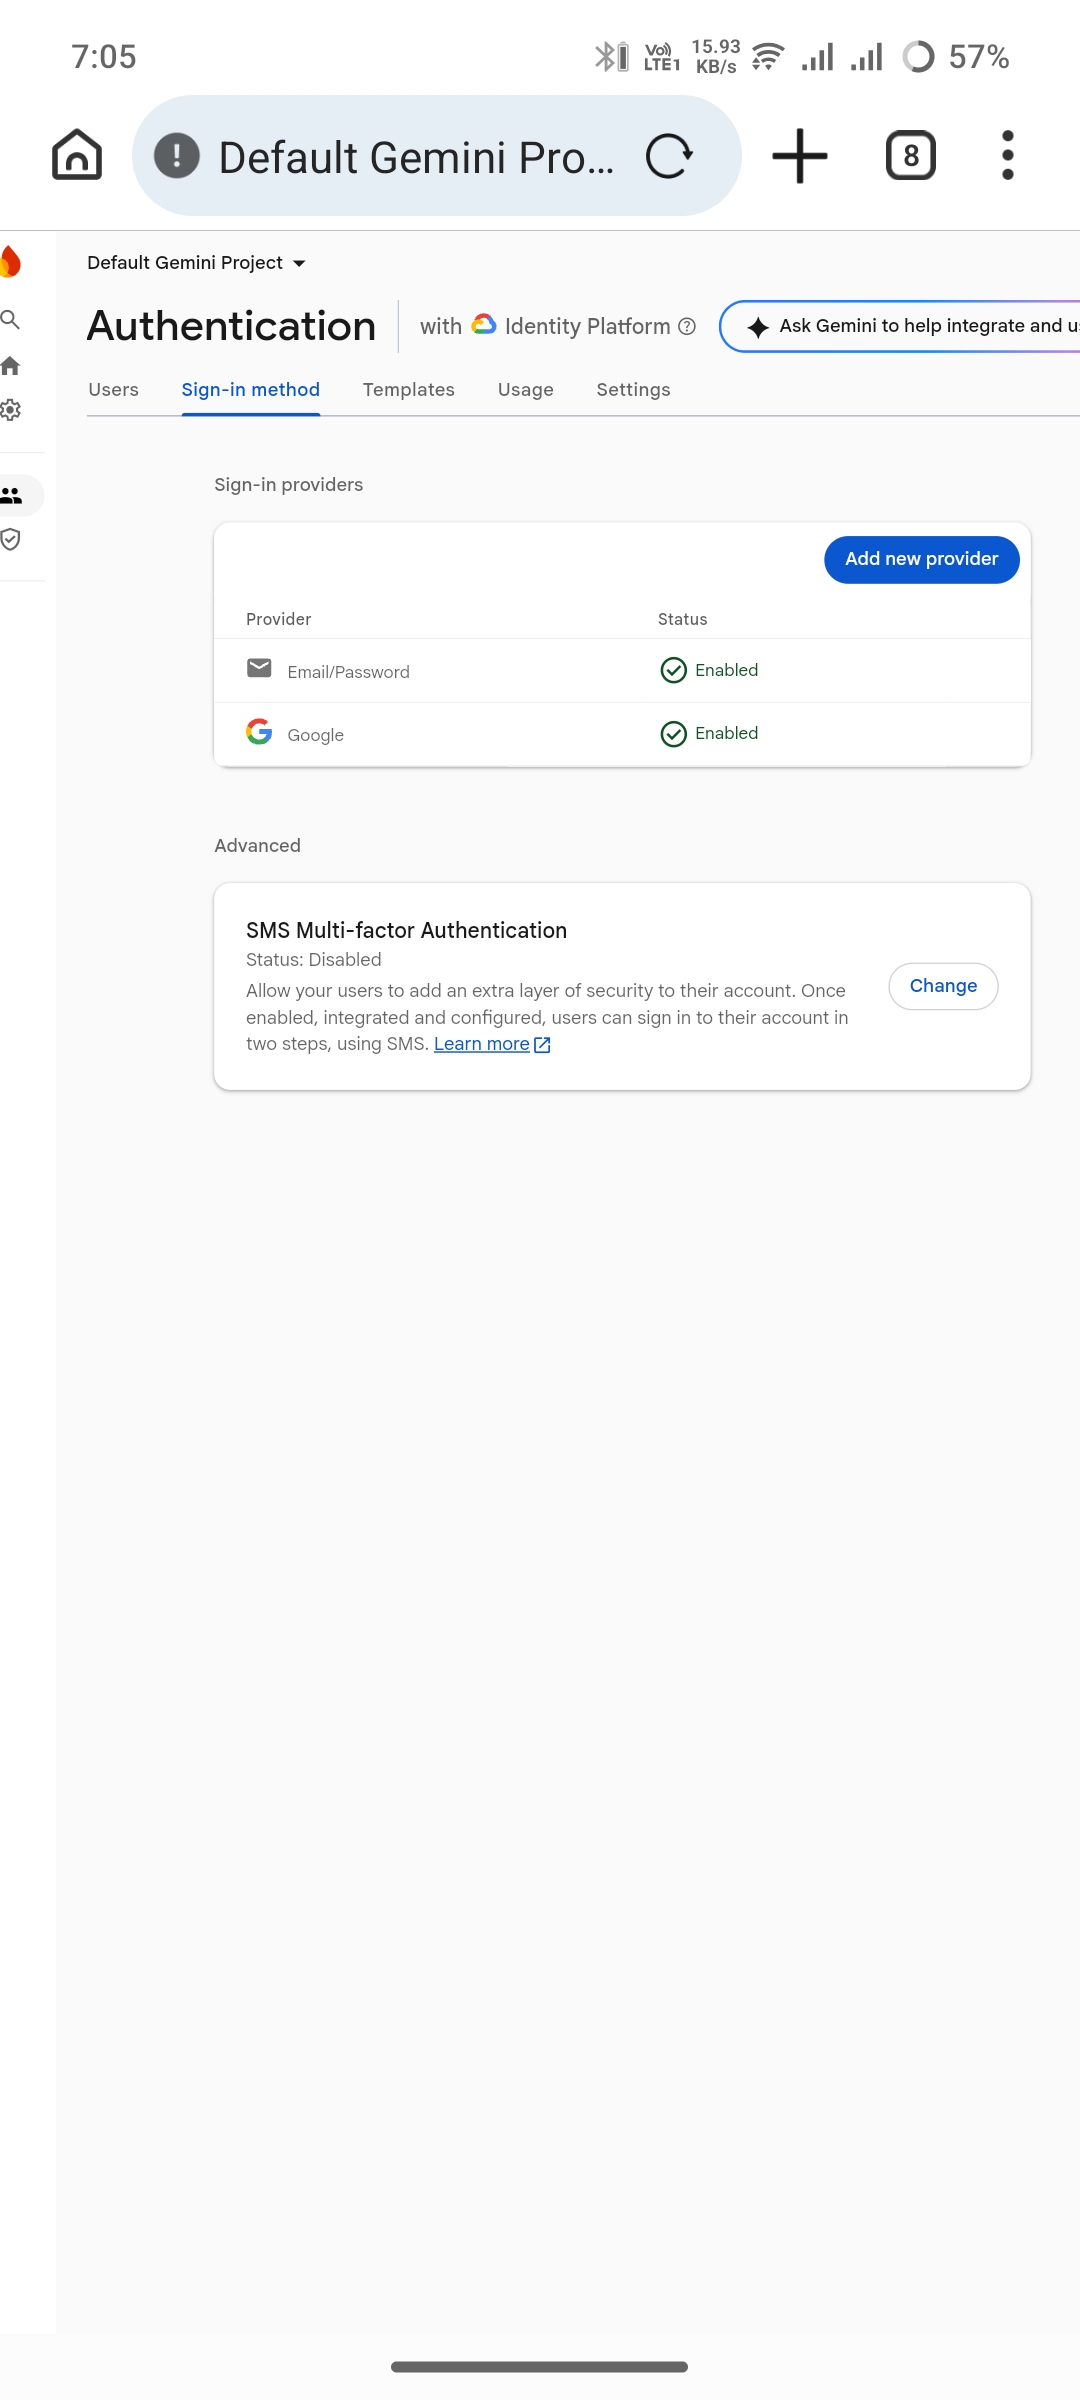 7:05
Vo))
LTE1
15.93
KB/s
57%
Default Gemini Pro...
8
Default Gemini Project
Authentication
with Identity Platform
Ask Gemini to help integrate and u
Users Sign-in method Templates Usage Settings
Sign-in providers
Add new provider
Provider Status
Email/Password Enabled
Google Enabled
Advanced
SMS Multi-factor Authentication
Status: Disabled
Allow your users to add an extra layer of security to their account. Once
enabled, integrated and configured, users can sign in to their account in
two steps, using SMS. Learn more
Change